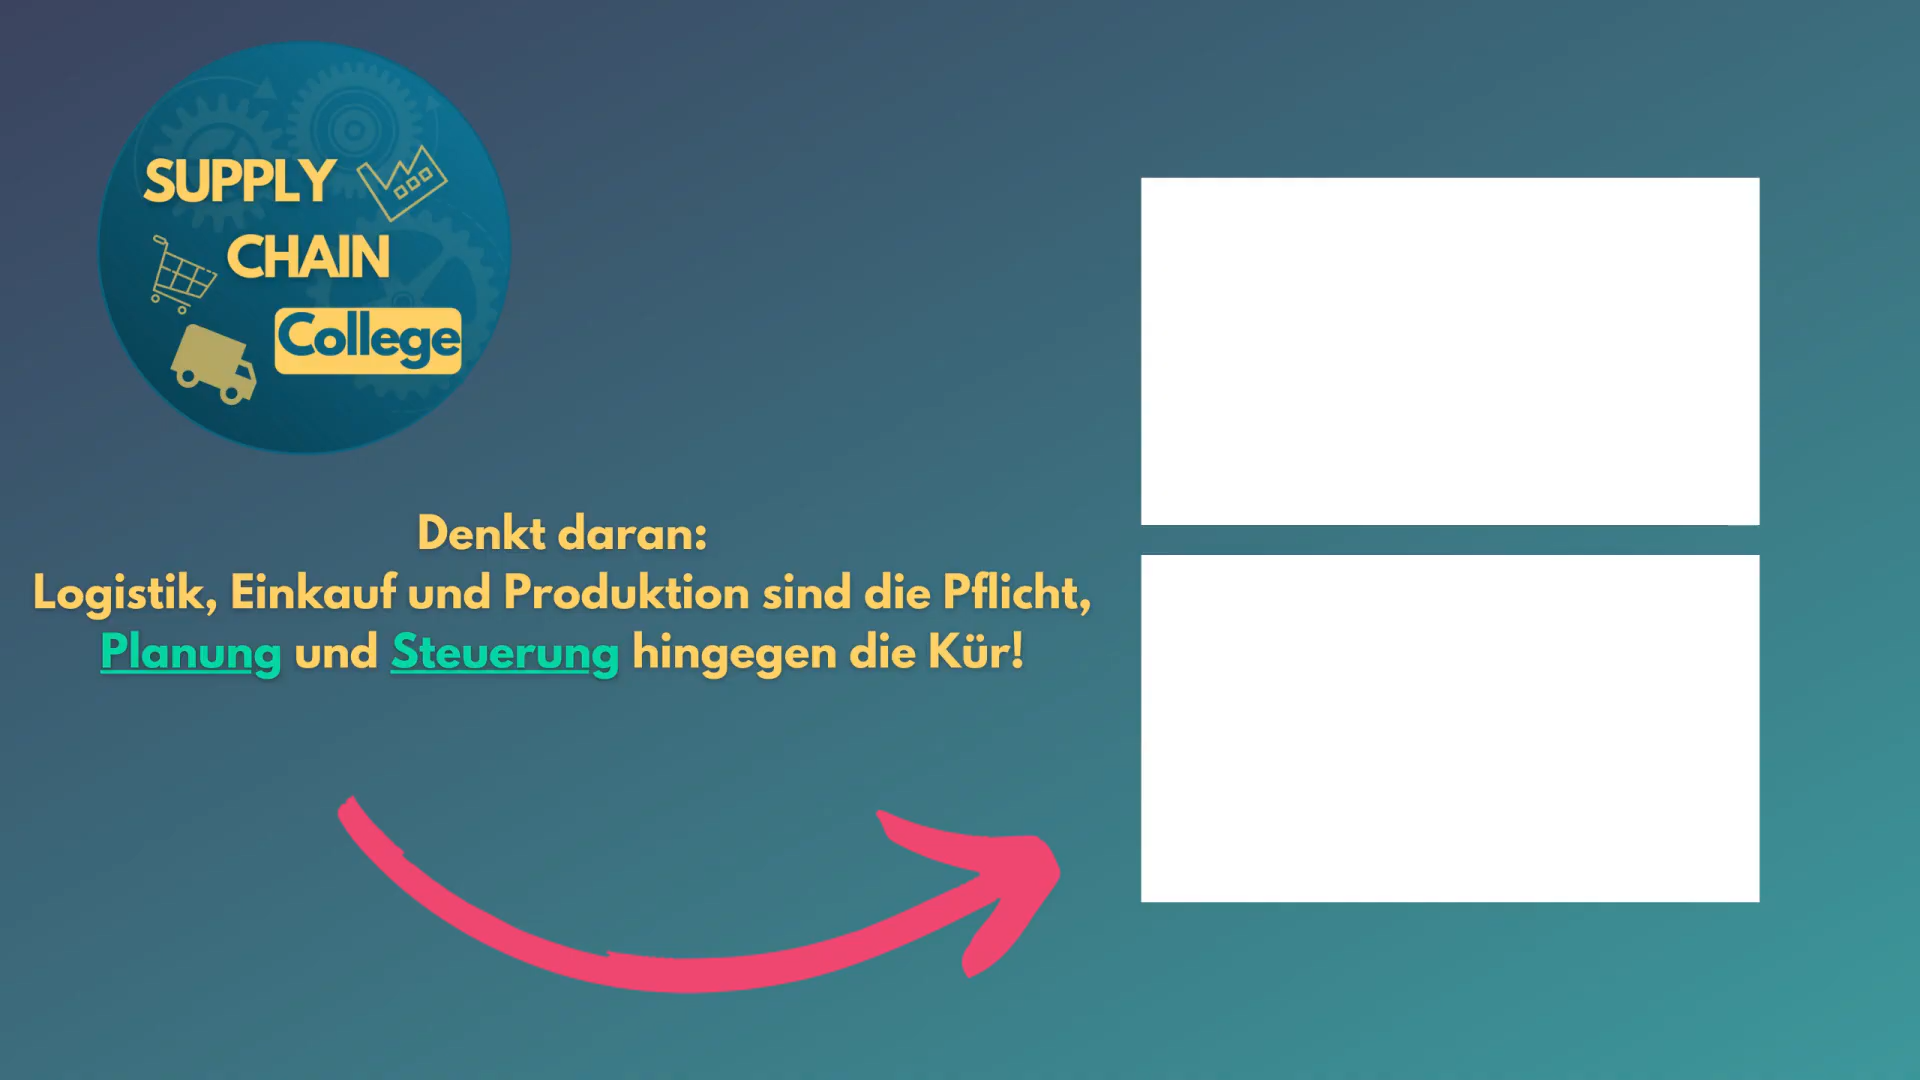 SUPPLY
CHAIN
College
Denkt daran:
Logistik, Einkauf und Produktion sind die Pflicht,
Planung und Steuerung hingegen die Kür!